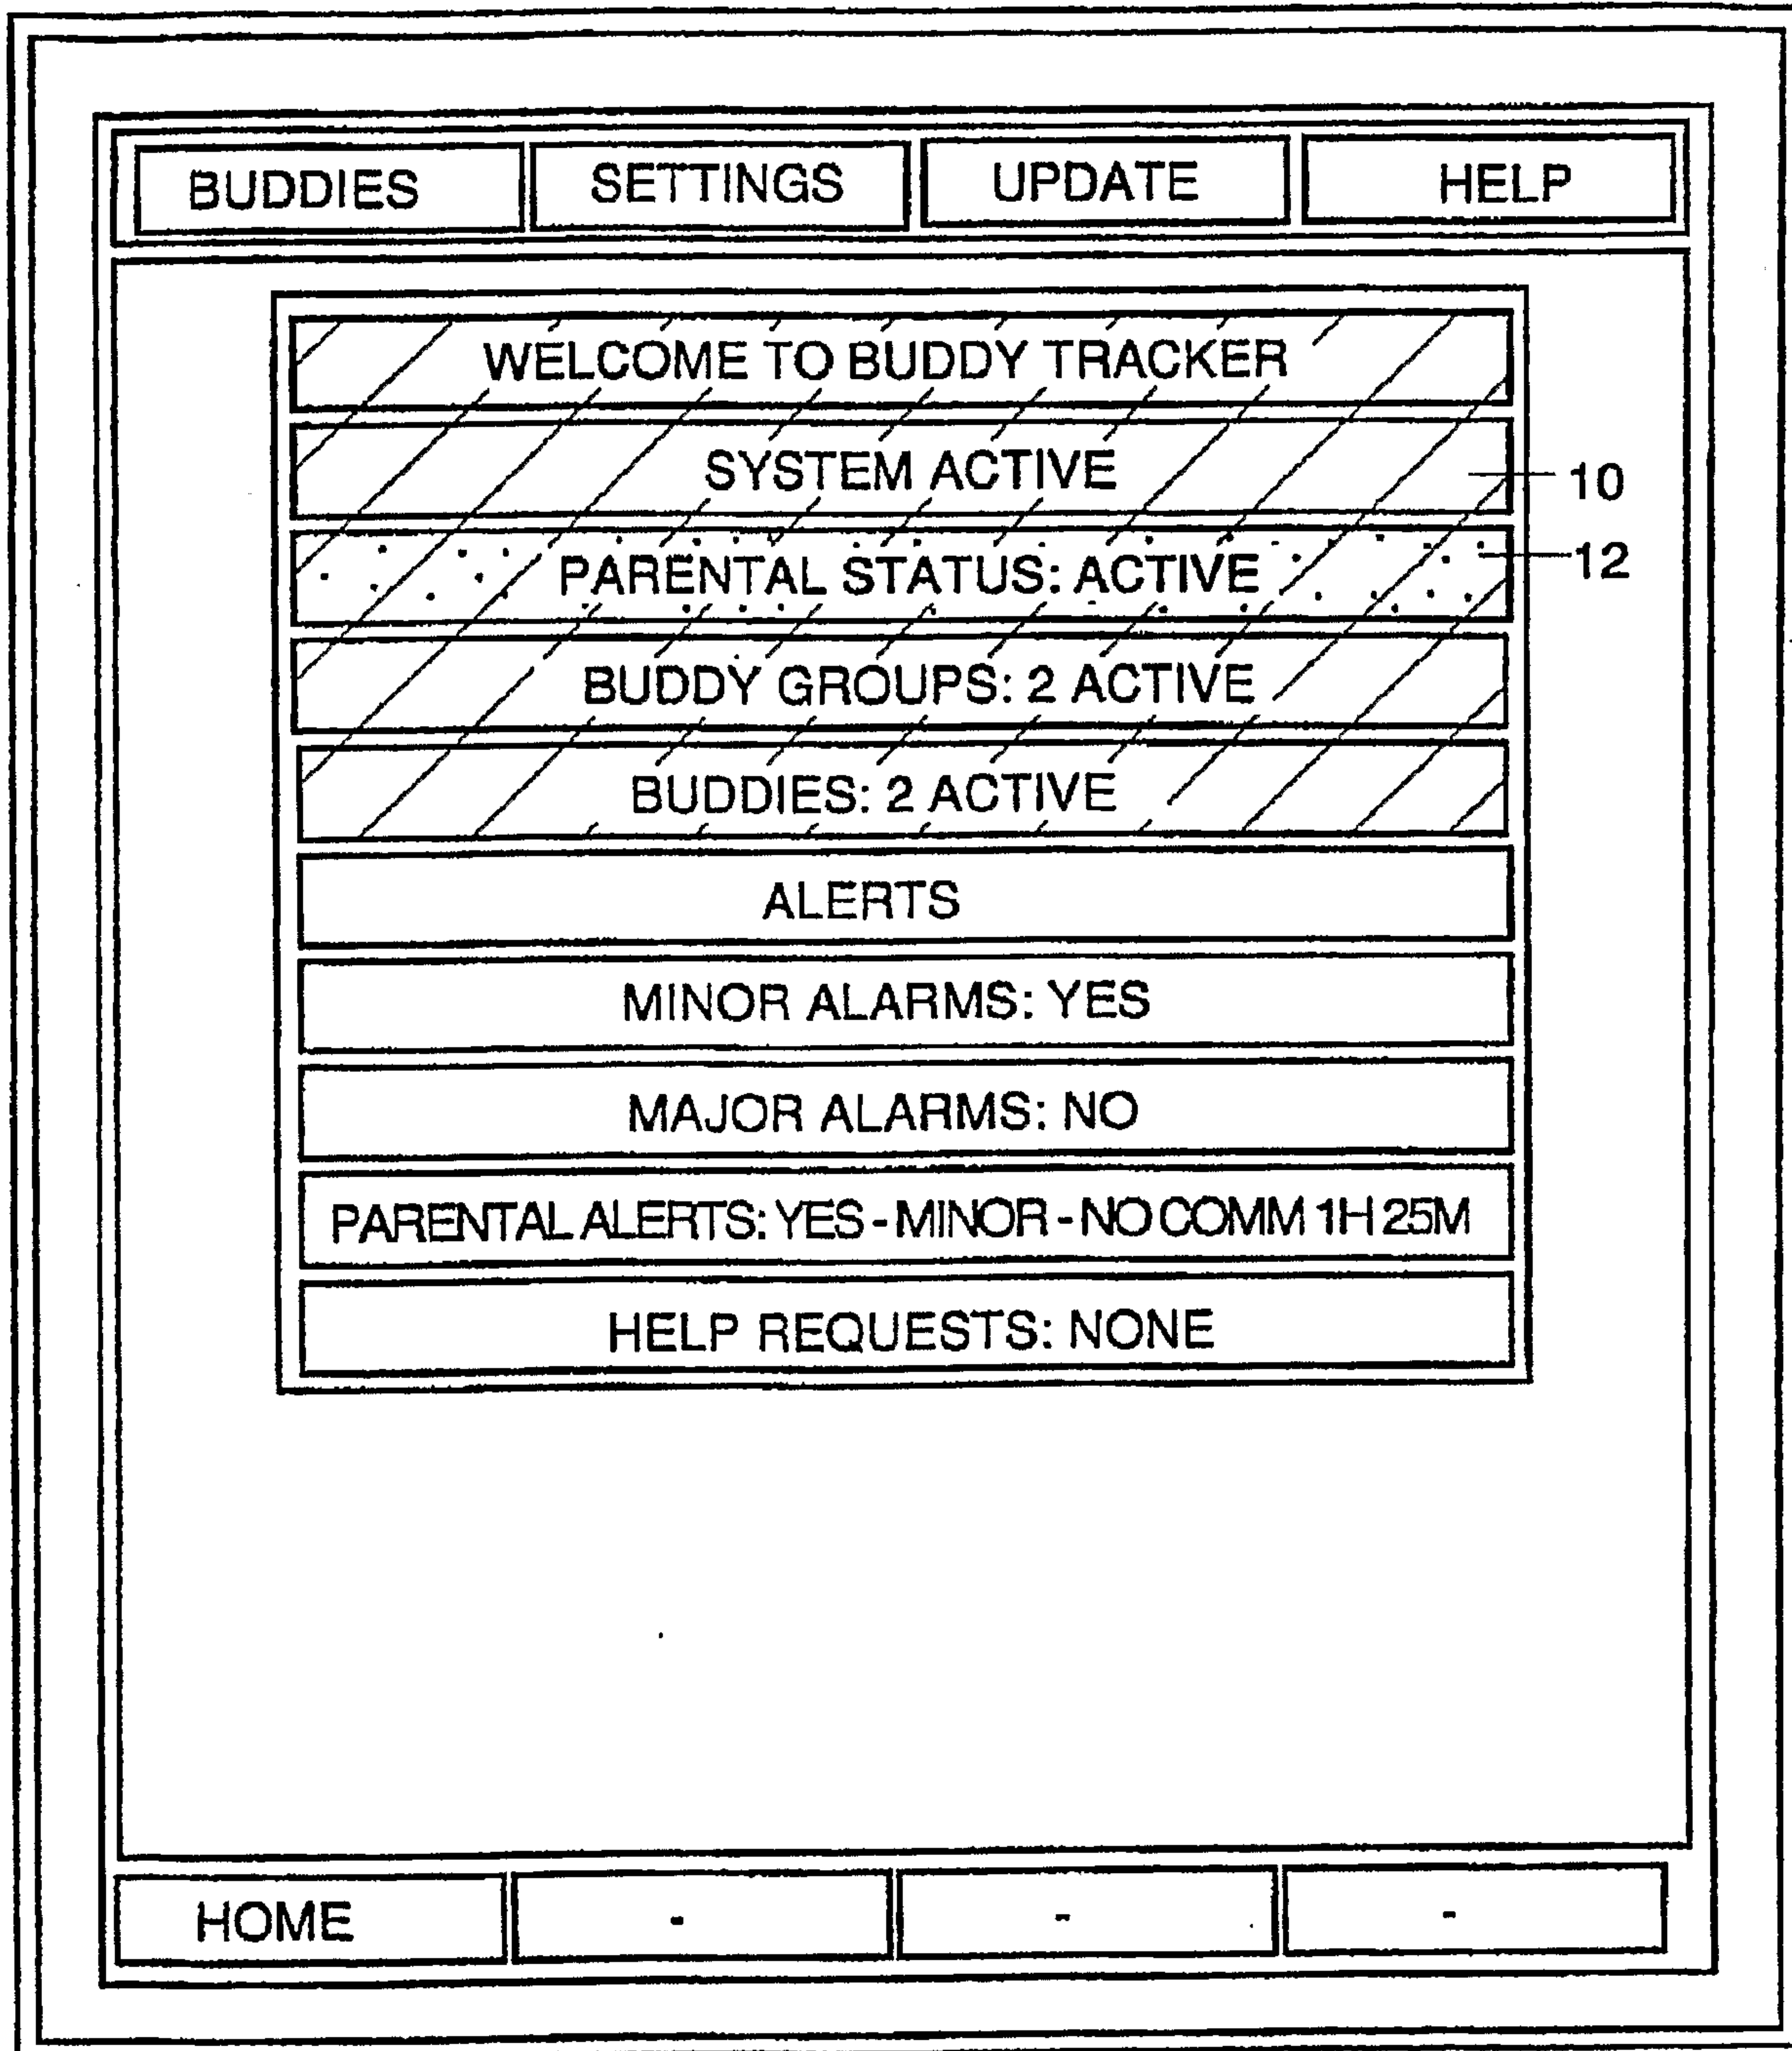 BUDDIES SETTINGS UPDATE HELP
WELCOME TO BUDDY TRACKER
SYSTEM ACTIVE
10
PARENTAL STATUS: ACTIVE
12
BUDDY GROUPS: 2 ACTIVE
BUDDIES: 2 ACTIVE
ALERTS
MINOR ALARMS: YES
MAJOR ALARMS: NO
PARENTAL ALERTS: YES - MINOR - NO COMM 1H 25M
HELP REQUESTS: NONE
HOME - - -